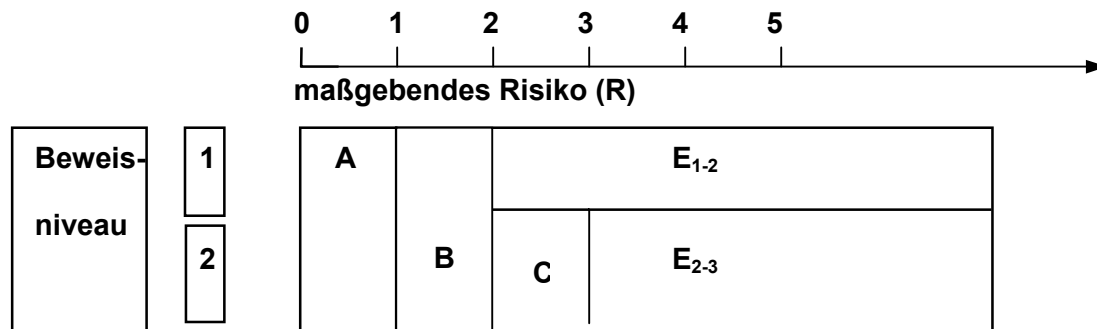 0 1 2 3 4 5
maßgebendes Risiko (R)
Beweis- 1 A E1-2
niveau
2 B C E2-3